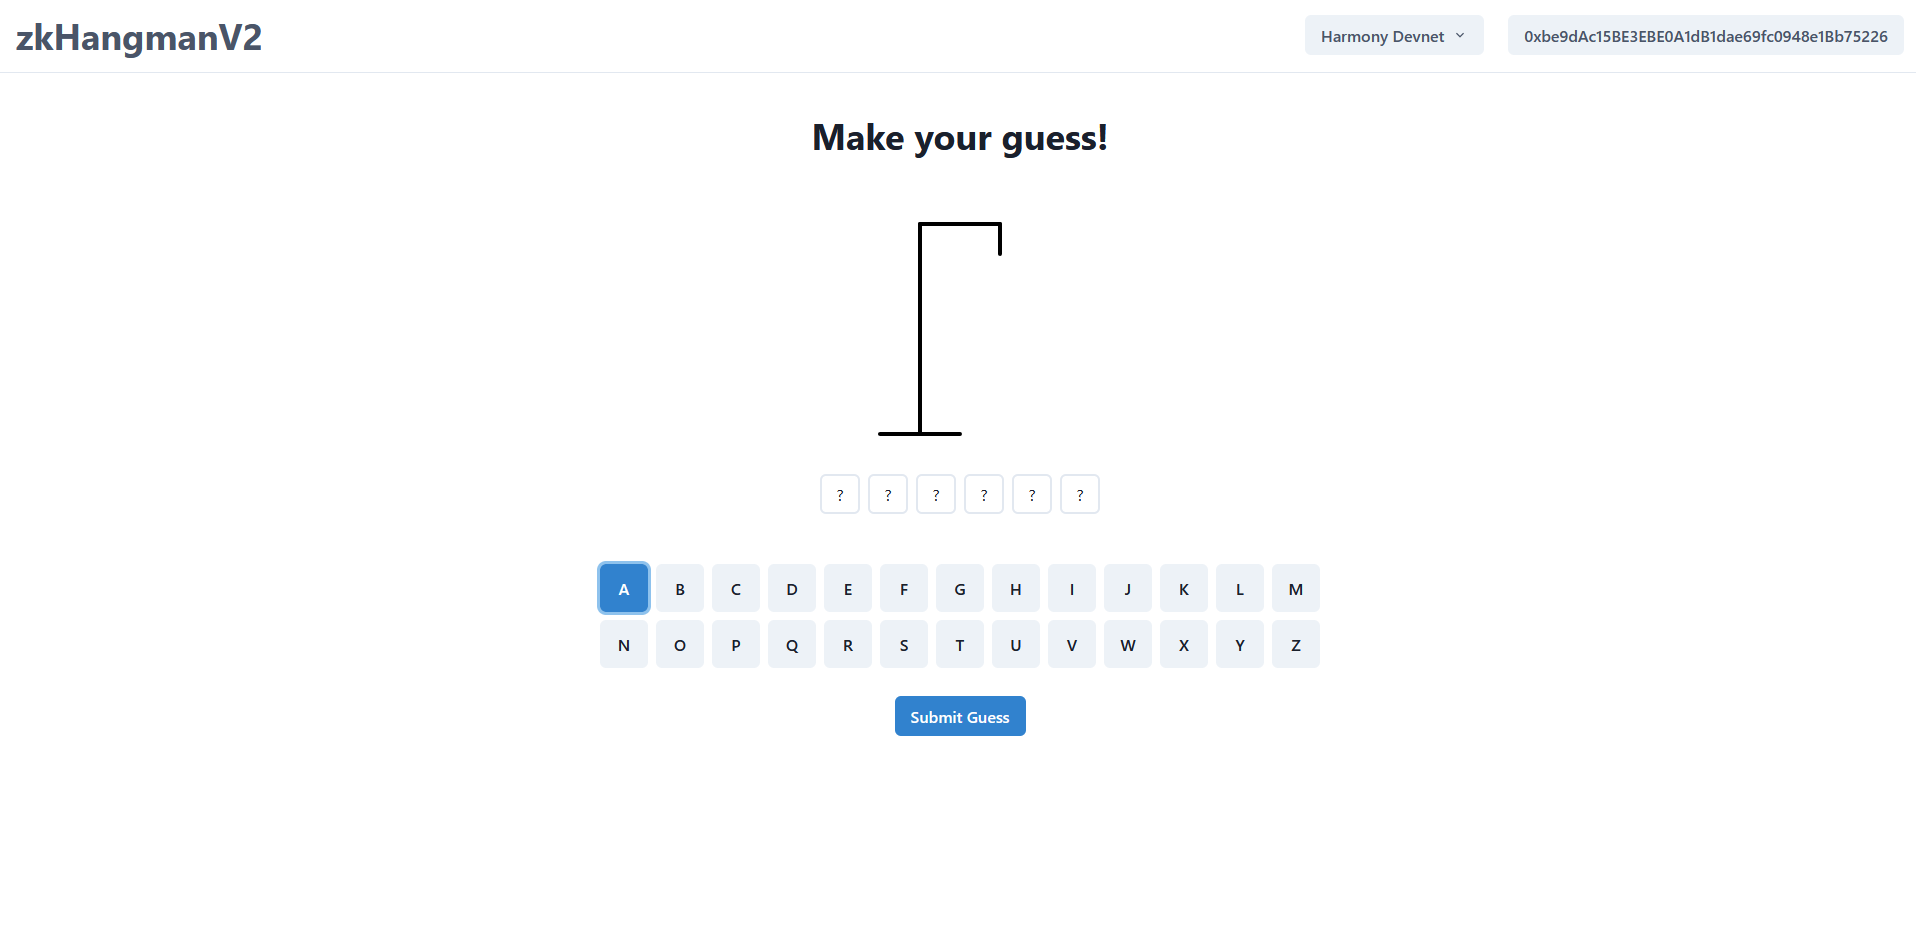 zkHangmanV2
Harmony Devnet
0xbe9dAc15BE3EBE0A1dB1dae69fc0948e1Bb75226
Make your guess!
? ? ? ? ? ?
A B C D E F G H I J K L M
N O P Q R S T U V W X Y Z
Submit Guess